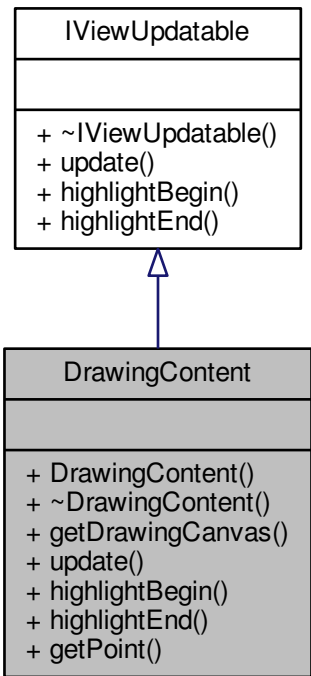 IViewUpdatable
+ ~IViewUpdatable()
+ update()
+ highlightBegin()
+ highlightEnd()
DrawingContent
+ DrawingContent()
+ ~DrawingContent()
+ getDrawingCanvas()
+ update()
+ highlightBegin()
+ highlightEnd()
+ getPoint()